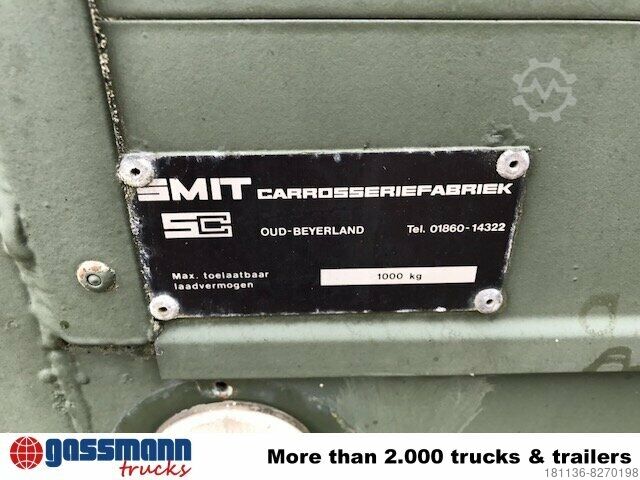 SMIT CARROSSERIEFABRIEK
SC OUD-BEYERLAND Tel. 01860-14322
Max. toelaatbaar
laadvermogen 1000 kg
gassmann
trucks
More than 2.000 trucks & trailers
181136-8270198